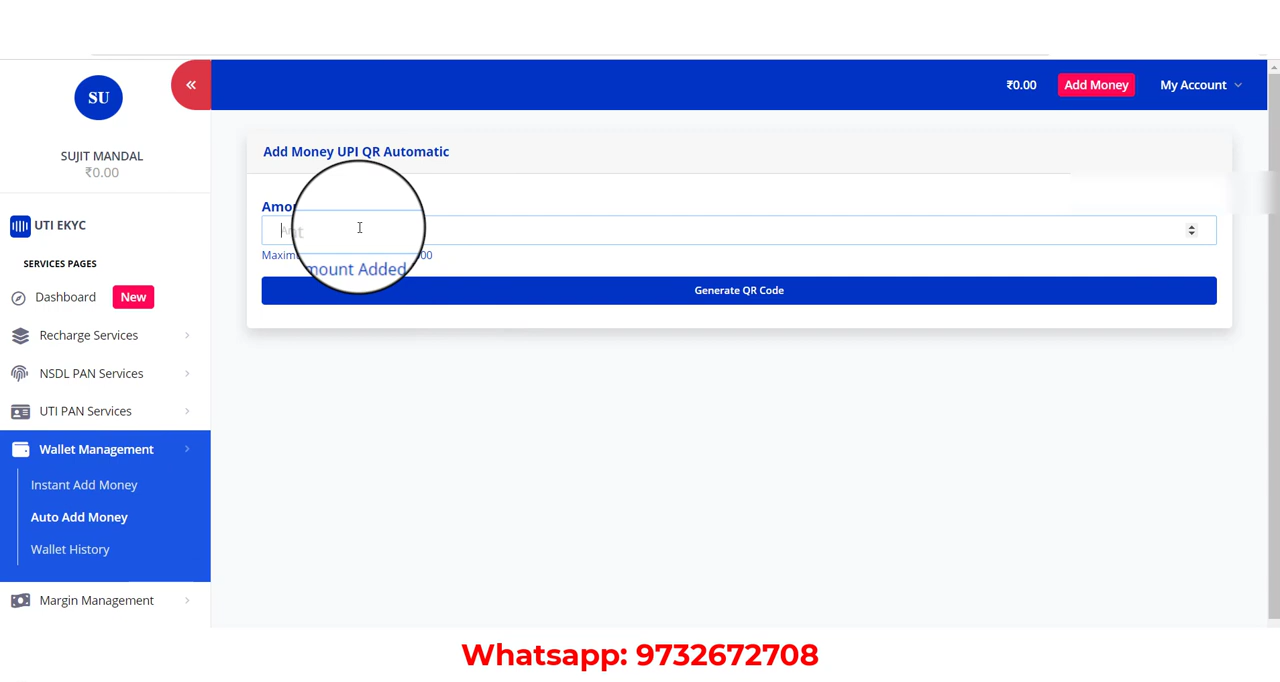 SU
«
₹0.00
Add Money
My Account
SUJIT MANDAL
₹0.00
Add Money UPI QR Automatic
UTI EKYC
SERVICES PAGES
Dashboard
New
Recharge Services
NSDL PAN Services
UTI PAN Services
Wallet Management
Instant Add Money
Auto Add Money
Wallet History
Margin Management
mount Added
00
Generate QR Code
Whatsapp: 9732672708